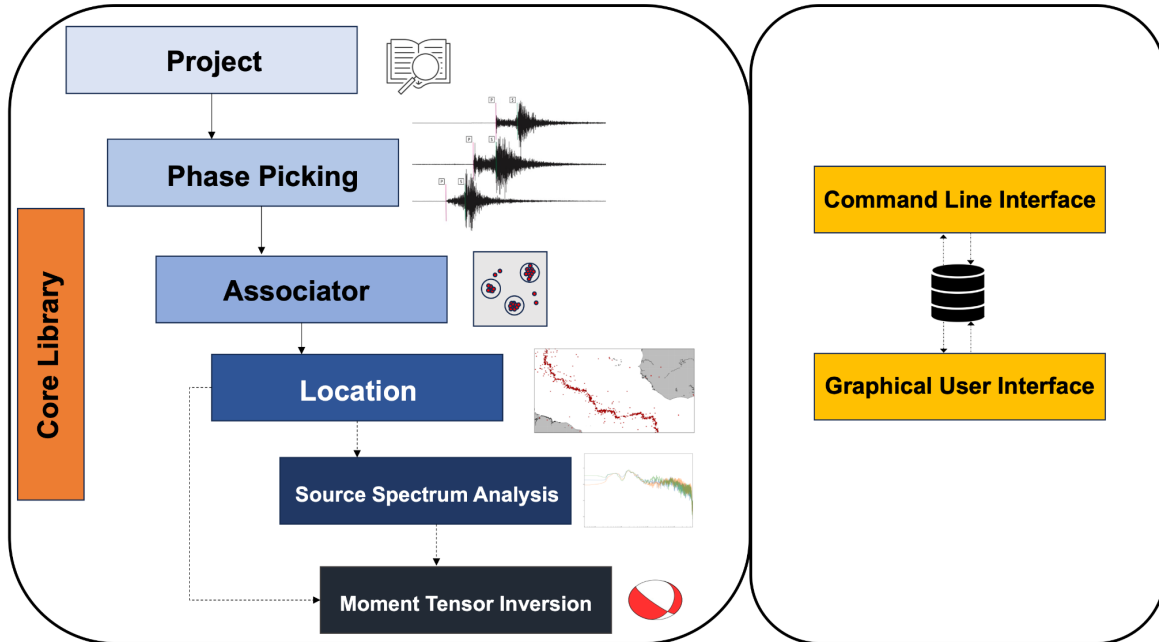 Project
P S
Phase Picking
P S
P S
Core Library
Associator
Location
Source Spectrum Analysis
Moment Tensor Inversion
Command Line Interface
Graphical User Interface